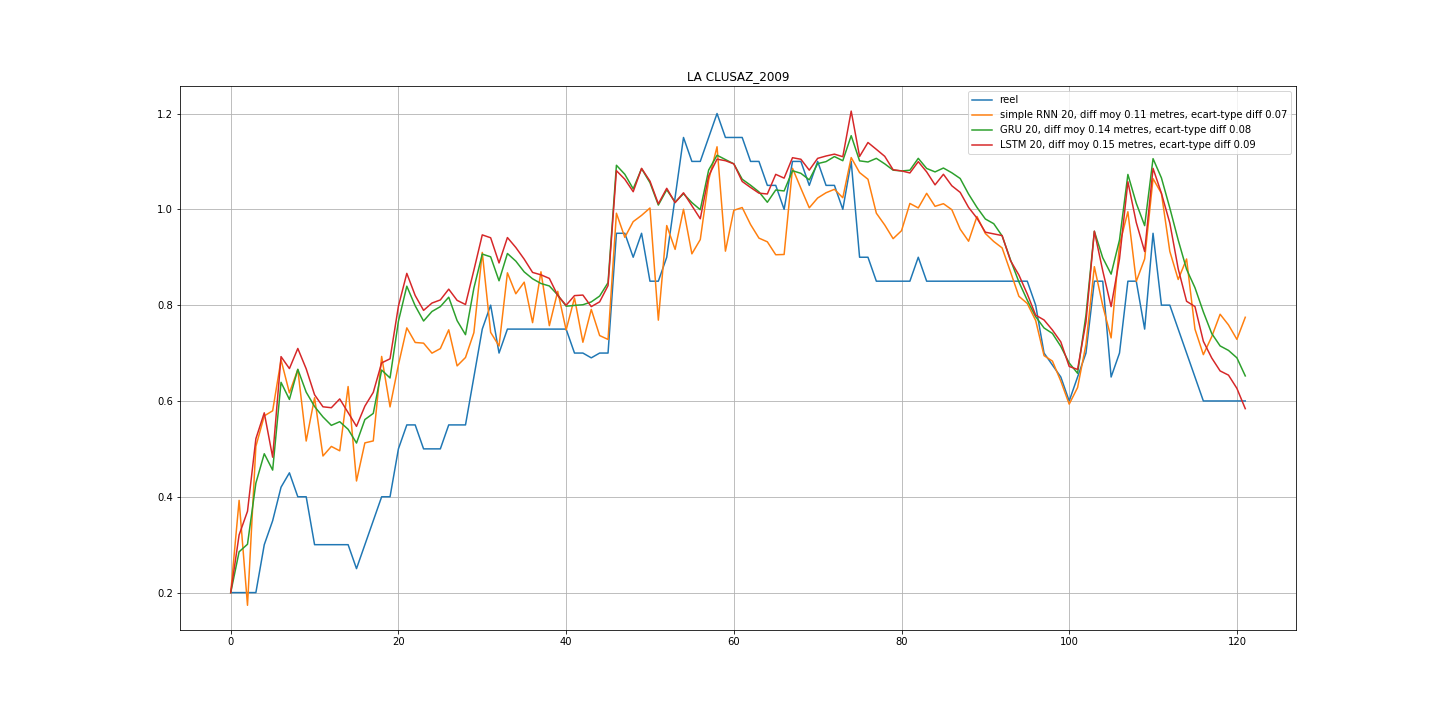 LA CLUSAZ_2009
reel
simple RNN 20, diff moy 0.11 metres, ecart-type diff 0.07
GRU 20, diff moy 0.14 metres, ecart-type diff 0.08
LSTM 20, diff moy 0.15 metres, ecart-type diff 0.09
1.2
1.0
0.8
0.6
0.4
0.2
0 20 40 60 80 100 120